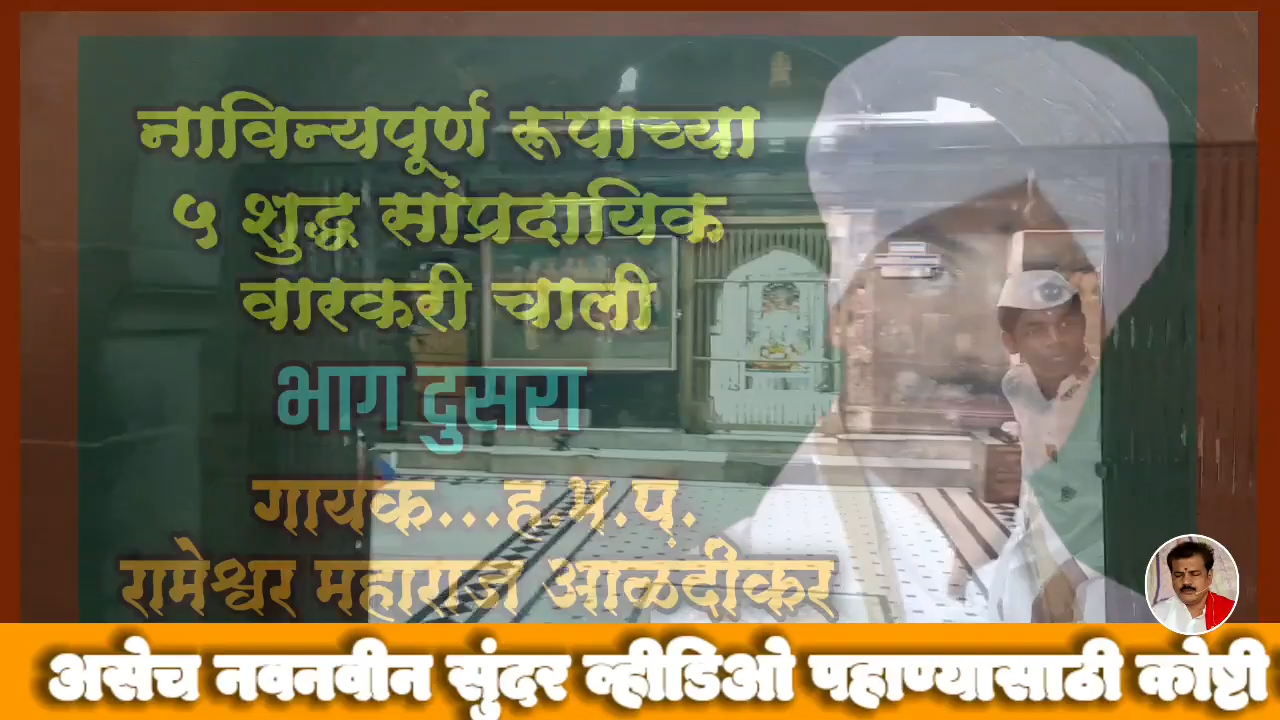 नाविन्यपूर्ण रूपाच्या
५ शुद्ध सांप्रदायिक
वारकरी चाली
भाग दुसरा
गायक...ह.भ.प.
रामेश्वर महाराज आळंदीकर
असेच नवनवीन सुंदर व्हीडिओ पहाण्यासाठी कोष्टी